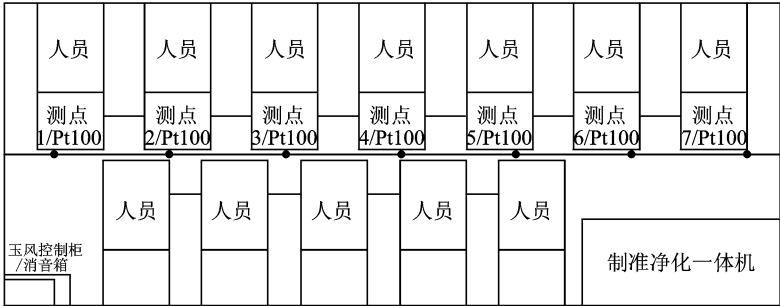 人员 人员 人员 人员 人员 人员 人员
测点 测点 测点 测点 测点 测点 测点
1/Pt100 2/Pt100 3/Pt100 4/Pt100 5/Pt100 6/Pt100 7/Pt100
人员 人员 人员 人员 人员
玉风控制柜
/消音箱
制准净化一体机